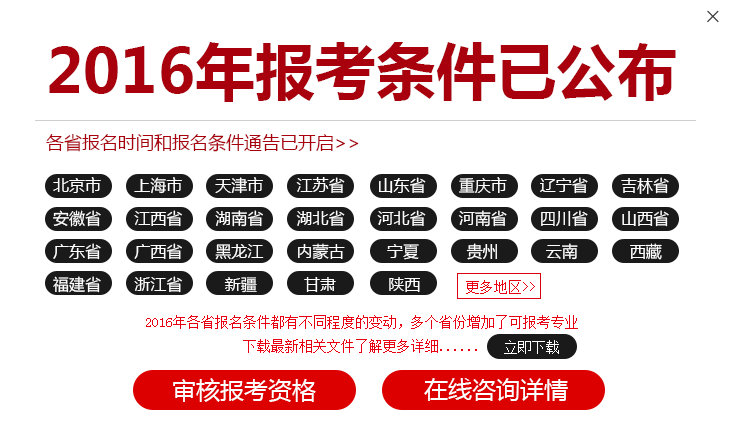 2016年报考条件已公布
各省报名时间和报名条件通告已开启>>
北京市 上海市 天津市 江苏省 山东省 重庆市 辽宁省 吉林省
安徽省 江西省 湖南省 湖北省 河北省 河南省 四川省 山西省
广东省 广西省 黑龙江 内蒙古 宁夏 贵州 云南 西藏
福建省 浙江省 新疆 甘肃 陕西 更多地区>>
2016年各省报名条件都有不同程度的变动，多个省份增加了可报考专业
下载最新相关文件了解更多详细...... 立即下载
审核报考资格 在线咨询详情